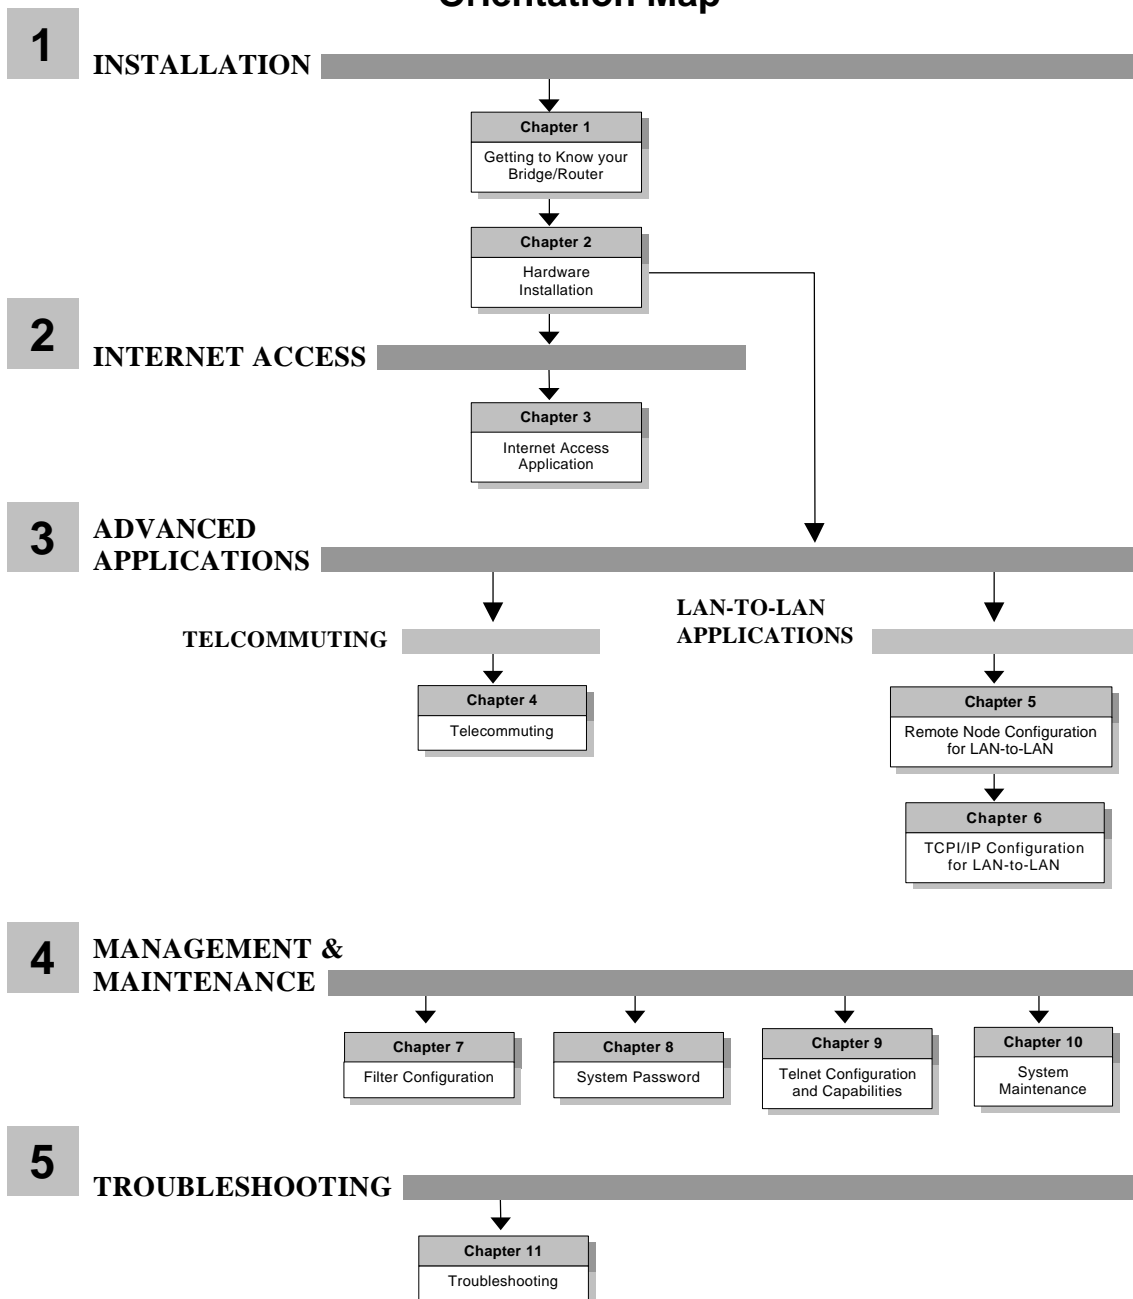 Orientation Map
1
INSTALLATION
Chapter 1
Getting to Know your
Bridge/Router
Chapter 2
Hardware
Installation
2
INTERNET ACCESS
Chapter 3
Internet Access
Application
3
ADVANCED
APPLICATIONS
TELCOMMUTING
Chapter 4
Telecommuting
LAN-TO-LAN
APPLICATIONS
Chapter 5
Remote Node Configuration
for LAN-to-LAN
Chapter 6
TCPI/IP Configuration
for LAN-to-LAN
4
MANAGEMENT &
MAINTENANCE
Chapter 7
Filter Configuration
Chapter 8
System Password
Chapter 9
Telnet Configuration
and Capabilities
Chapter 10
System
Maintenance
5
TROUBLESHOOTING
Chapter 11
Troubleshooting